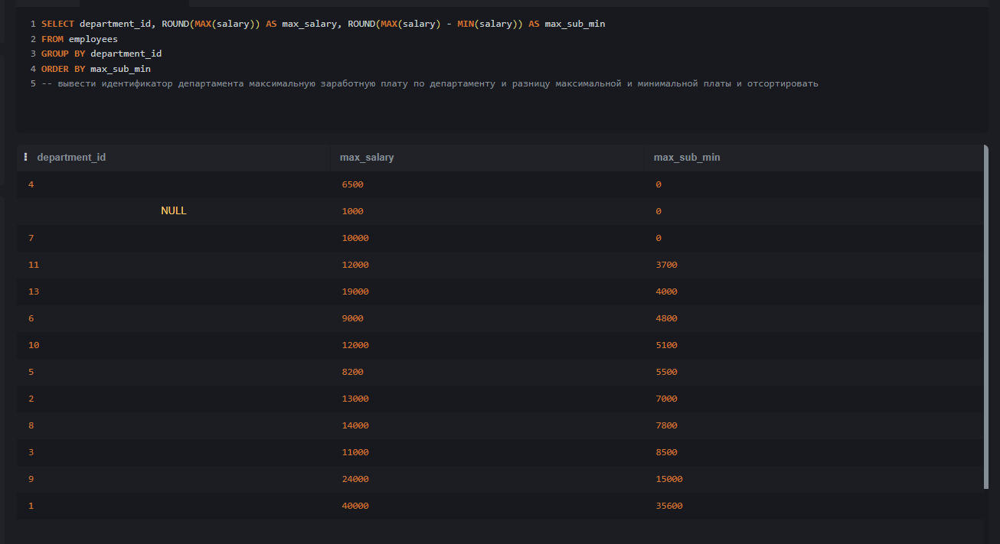 1 SELECT department_id, ROUND(MAX(salary)) AS max_salary, ROUND(MAX(salary) - MIN(salary)) AS max_sub_min
2 FROM employees
3 GROUP BY department_id
4 ORDER BY max_sub_min
5 -- вывести идентификатор департамента максимальную заработную плату по департаменту и разницу максимальной и минимальной платы и отсортировать
department_id max_salary max_sub_min
4 6500 0
NULL 1000 0
7 10000 0
11 12000 3700
13 19000 4000
6 9000 4800
10 12000 5100
5 8200 5500
2 13000 7000
8 14000 7800
3 11000 8500
9 24000 15000
1 40000 35600